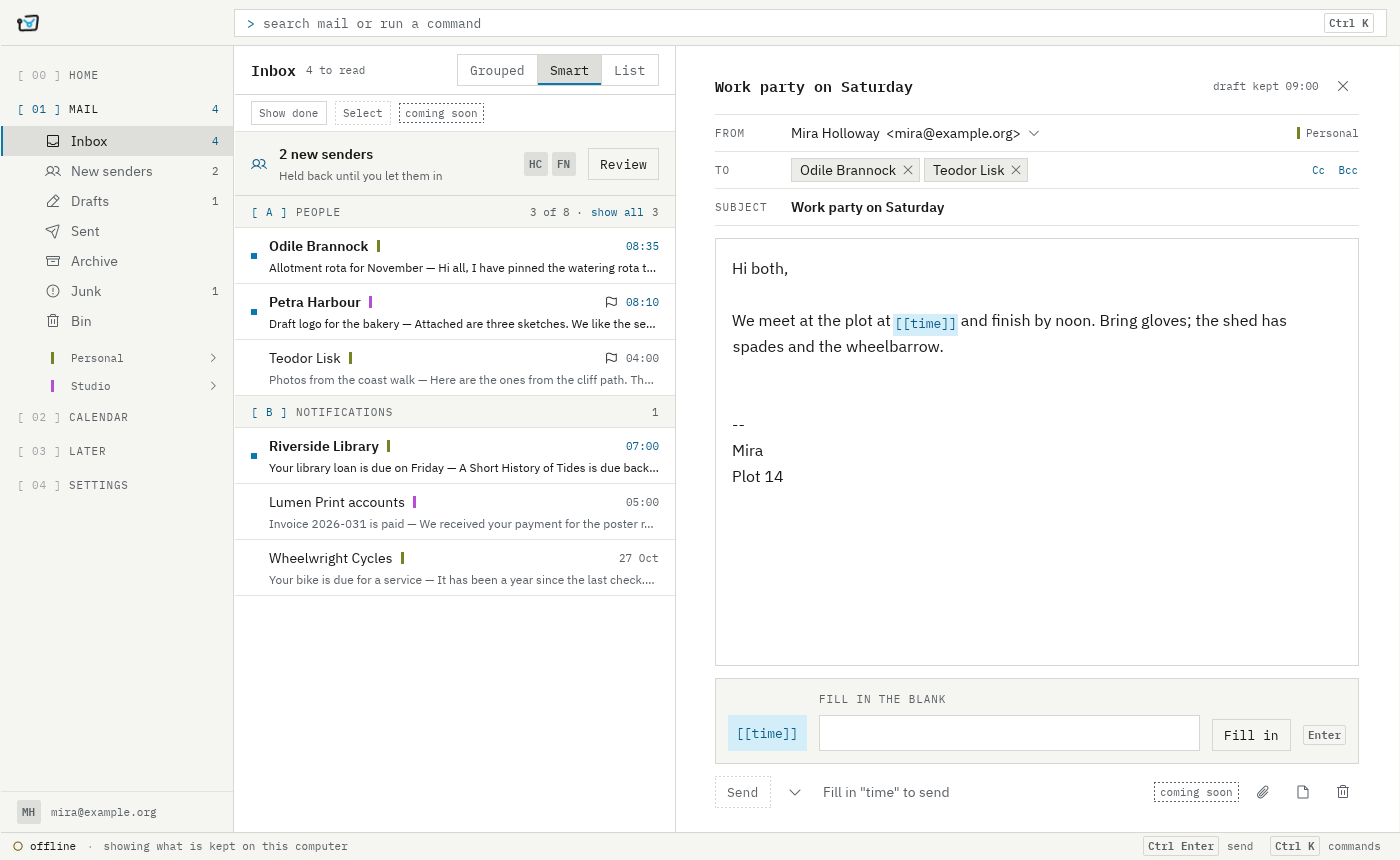 > search mail or run a command Ctrl K
[ 00 ] HOME
[ 01 ] MAIL 4
Inbox 4
New senders 2
Drafts 1
Sent
Archive
Junk 1
Bin
Personal
Studio
[ 02 ] CALENDAR
[ 03 ] LATER
[ 04 ] SETTINGS
MH mira@example.org
Inbox 4 to read Grouped Smart List
Show done Select coming soon
2 new senders
Held back until you let them in
HC FN Review
[ A ] PEOPLE 3 of 8 · show all 3
Odile Brannock 08:35
Allotment rota for November — Hi all, I have pinned the watering rota t…
Petra Harbour 08:10
Draft logo for the bakery — Attached are three sketches. We like the se…
Teodor Lisk 04:00
Photos from the coast walk — Here are the ones from the cliff path. Th…
[ B ] NOTIFICATIONS 1
Riverside Library 07:00
Your library loan is due on Friday — A Short History of Tides is due back…
Lumen Print accounts 05:00
Invoice 2026-031 is paid — We received your payment for the poster r…
Wheelwright Cycles 27 Oct
Your bike is due for a service — It has been a year since the last check.…
Work party on Saturday draft kept 09:00
FROM Mira Holloway <mira@example.org> Personal
TO Odile Brannock Teodor Lisk Cc Bcc
SUBJECT Work party on Saturday
Hi both,
We meet at the plot at [[time]] and finish by noon. Bring gloves; the shed has
spades and the wheelbarrow.
--
Mira
Plot 14
FILL IN THE BLANK
[[time]] Fill in Enter
Send Fill in "time" to send coming soon
offline · showing what is kept on this computer Ctrl Enter send Ctrl K commands